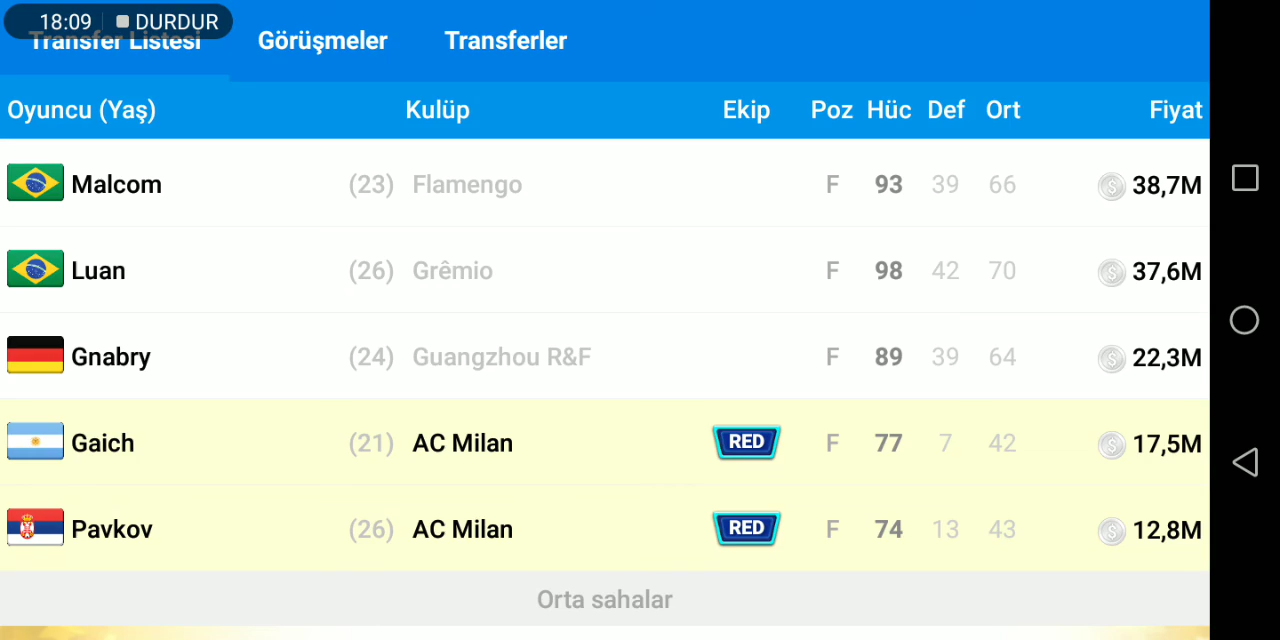 18:09 DURDUR
Transfer Listesi Görüşmeler Transferler
Oyuncu (Yaş) Kulüp Ekip Poz Hüc Def Ort Fiyat
Malcom (23) Flamengo F 93 39 66 $ 38,7M
Luan (26) Grêmio F 98 42 70 $ 37,6M
Gnabry (24) Guangzhou R&F F 89 39 64 $ 22,3M
Gaich (21) AC Milan RED F 77 7 42 $ 17,5M
Pavkov (26) AC Milan RED F 74 13 43 $ 12,8M
Orta sahalar